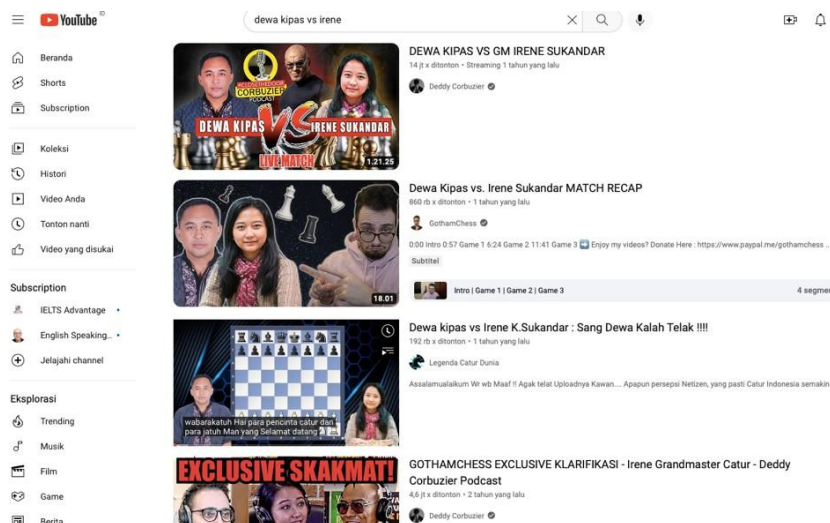 YouTube ID
dewa kipas vs irene
Beranda
Shorts
Subscription
Koleksi
Histori
Video Anda
Tonton nanti
Video yang disukai
Subscription
IELTS Advantage
English Speaking..
Jelajahi channel
Eksplorasi
Trending
Musik
Film
Game
Berita
#CLOSETHEDOOR
CORBUZIER
PODCAST
DEWA KIPAS VS IRENE SUKANDAR
LIVE MATCH
1.21.25
DEWA KIPAS VS GM IRENE SUKANDAR
14 jt x ditonton • Streaming 1 tahun yang lalu
Deddy Corbuzier
18.01
Dewa Kipas vs. Irene Sukandar MATCH RECAP
860 rb x ditonton • 1 tahun yang lalu
GothamChess
0:00 Intro 0:57 Game 1 6:24 Game 2 11:41 Game 3 ➡️ Enjoy my videos? Donate Here : https://www.paypal.me/gothamchess ...
Subtitel
Intro | Game 1 | Game 2 | Game 3
4 segmen
wabarakatuh Hai para pencinta catur dan
para jatuh Man yang Selamat datang
Dewa kipas vs Irene K.Sukandar : Sang Dewa Kalah Telak !!!!
192 rb x ditonton • 1 tahun yang lalu
Legenda Catur Dunia
Assalamualaikum Wr wb Maaf !! Agak telat Uploadnya Kawan.... Apapun persepsi Netizen, yang pasti Catur Indonesia semakin
EXCLUSIVE SKAKMAT!
GOTHAMCHESS EXCLUSIVE KLARIFIKASI - Irene Grandmaster Catur - Deddy
Corbuzier Podcast
4,6 jt x ditonton • 2 tahun yang lalu
Deddy Corbuzier